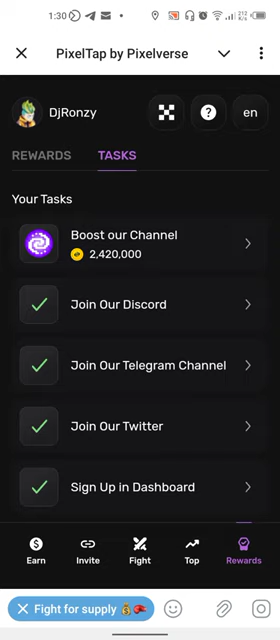 1:30
212
B/s
PixelTap by Pixelverse
DjRonzy
en
REWARDS
TASKS
Your Tasks
Boost our Channel
2,420,000
Join Our Discord
Join Our Telegram Channel
Join Our Twitter
Sign Up in Dashboard
Earn
Invite
Fight
Top
Rewards
Fight for supply 💰🥊